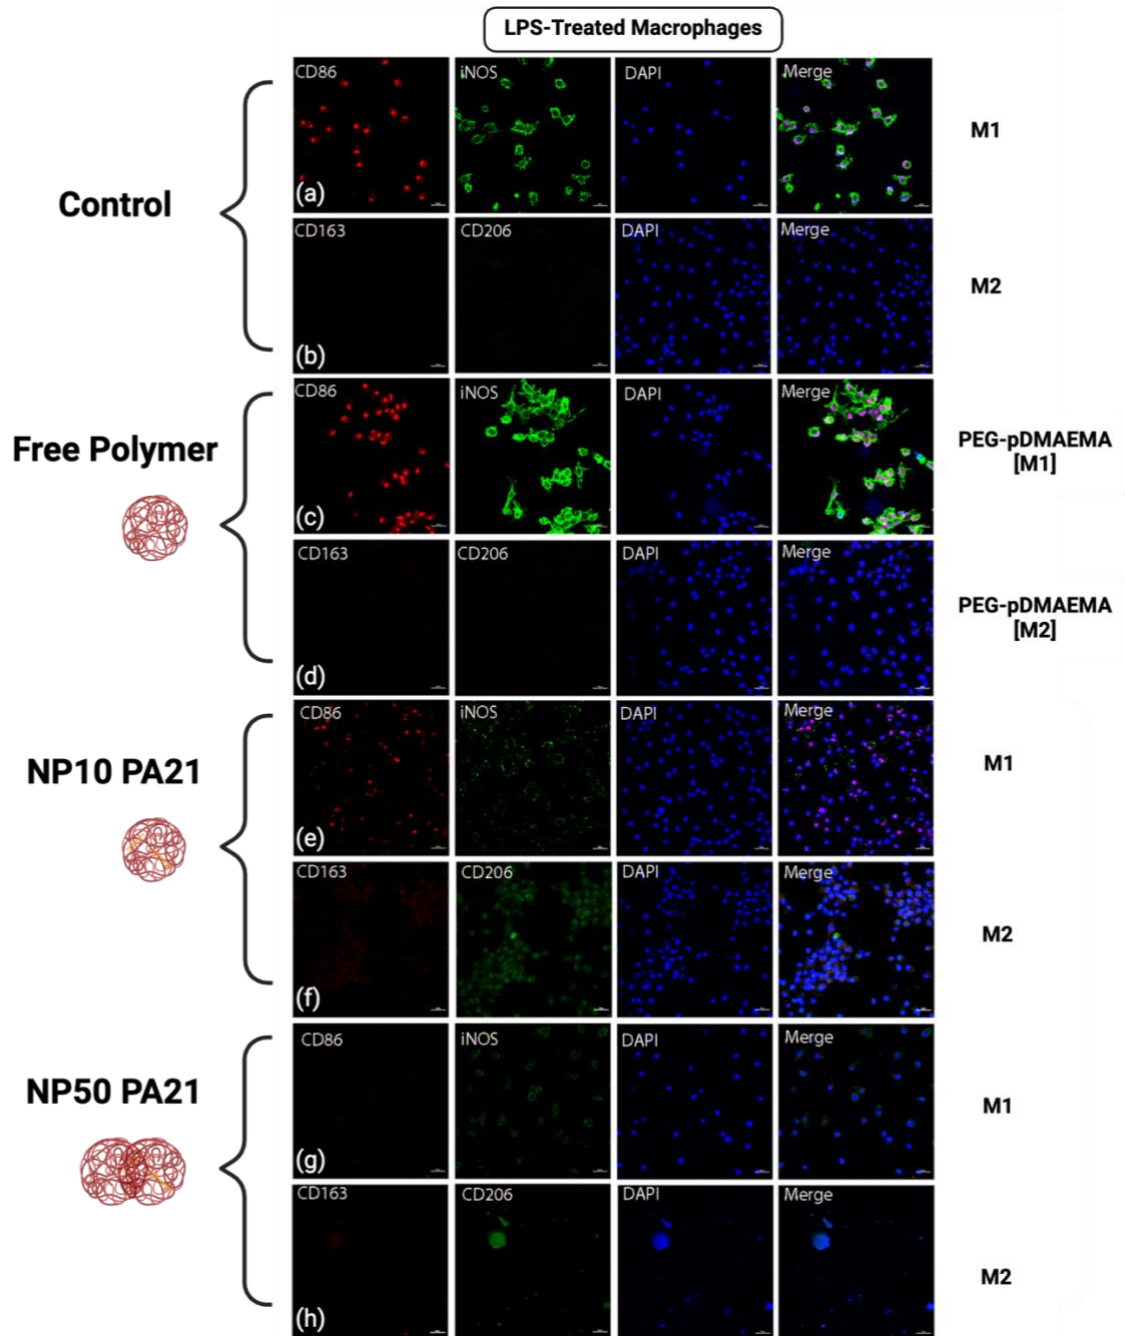 LPS-Treated Macrophages
CD86 iNOS DAPI Merge
M1
Control
(a)
CD163 CD206 DAPI Merge
M2
(b)
CD86 iNOS DAPI Merge
Free Polymer
PEG-pDMAEMA
[M1]
(c)
CD163 CD206 DAPI Merge
PEG-pDMAEMA
[M2]
(d)
CD86 iNOS DAPI Merge
NP10 PA21
M1
(e)
CD163 CD206 DAPI Merge
M2
(f)
CD86 iNOS DAPI Merge
NP50 PA21
M1
(g)
CD163 CD206 DAPI Merge
M2
(h)